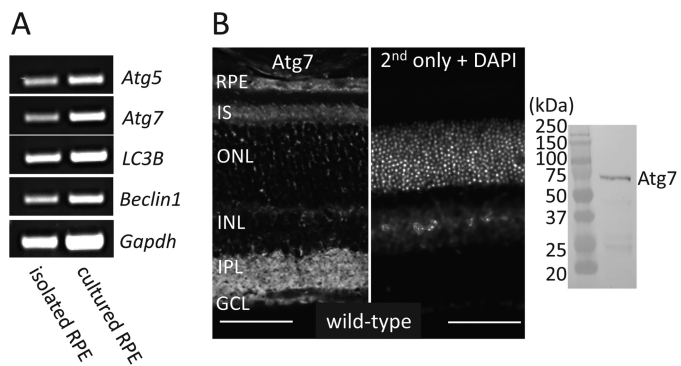 A
Atg5
Atg7
LC3B
Beclin1
Gapdh
isolated RPE
cultured RPE
B
Atg7
2nd only + DAPI
RPE
IS
ONL
INL
IPL
GCL
wild-type
(kDa)
250
150
100
75
50
37
25
20
Atg7